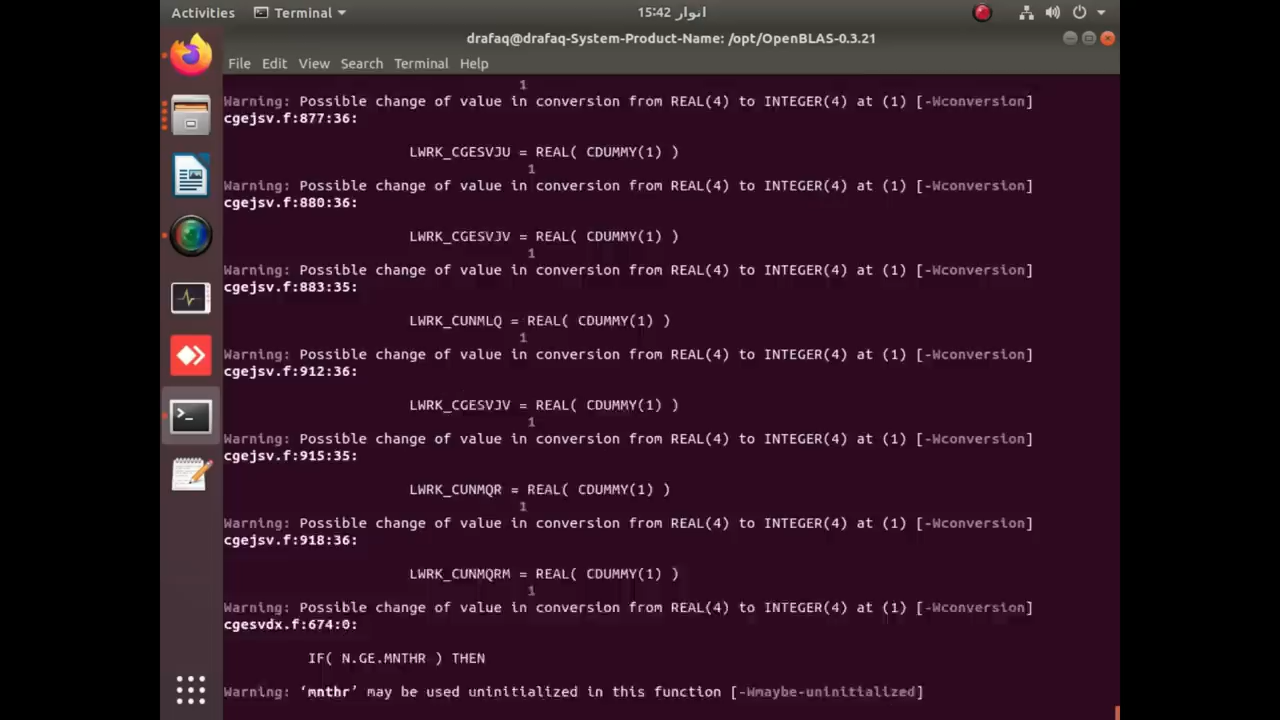 Activities Terminal 15:42 انوار
drafaq@drafaq-System-Product-Name: /opt/OpenBLAS-0.3.21
File Edit View Search Terminal Help
1
Warning: Possible change of value in conversion from REAL(4) to INTEGER(4) at (1) [-Wconversion]
cgejsv.f:877:36:
LWRK_CGESVJU = REAL( CDUMMY(1) )
1
Warning: Possible change of value in conversion from REAL(4) to INTEGER(4) at (1) [-Wconversion]
cgejsv.f:880:36:
LWRK_CGESVJV = REAL( CDUMMY(1) )
1
Warning: Possible change of value in conversion from REAL(4) to INTEGER(4) at (1) [-Wconversion]
cgejsv.f:883:35:
LWRK_CUNMLQ = REAL( CDUMMY(1) )
1
Warning: Possible change of value in conversion from REAL(4) to INTEGER(4) at (1) [-Wconversion]
cgejsv.f:912:36:
LWRK_CGESVJV = REAL( CDUMMY(1) )
1
Warning: Possible change of value in conversion from REAL(4) to INTEGER(4) at (1) [-Wconversion]
cgejsv.f:915:35:
LWRK_CUNMQR = REAL( CDUMMY(1) )
1
Warning: Possible change of value in conversion from REAL(4) to INTEGER(4) at (1) [-Wconversion]
cgejsv.f:918:36:
LWRK_CUNMQRM = REAL( CDUMMY(1) )
1
Warning: Possible change of value in conversion from REAL(4) to INTEGER(4) at (1) [-Wconversion]
cgesvdx.f:674:0:
IF( N.GE.MNTHR ) THEN
Warning: ‘mnthr’ may be used uninitialized in this function [-Wmaybe-uninitialized]